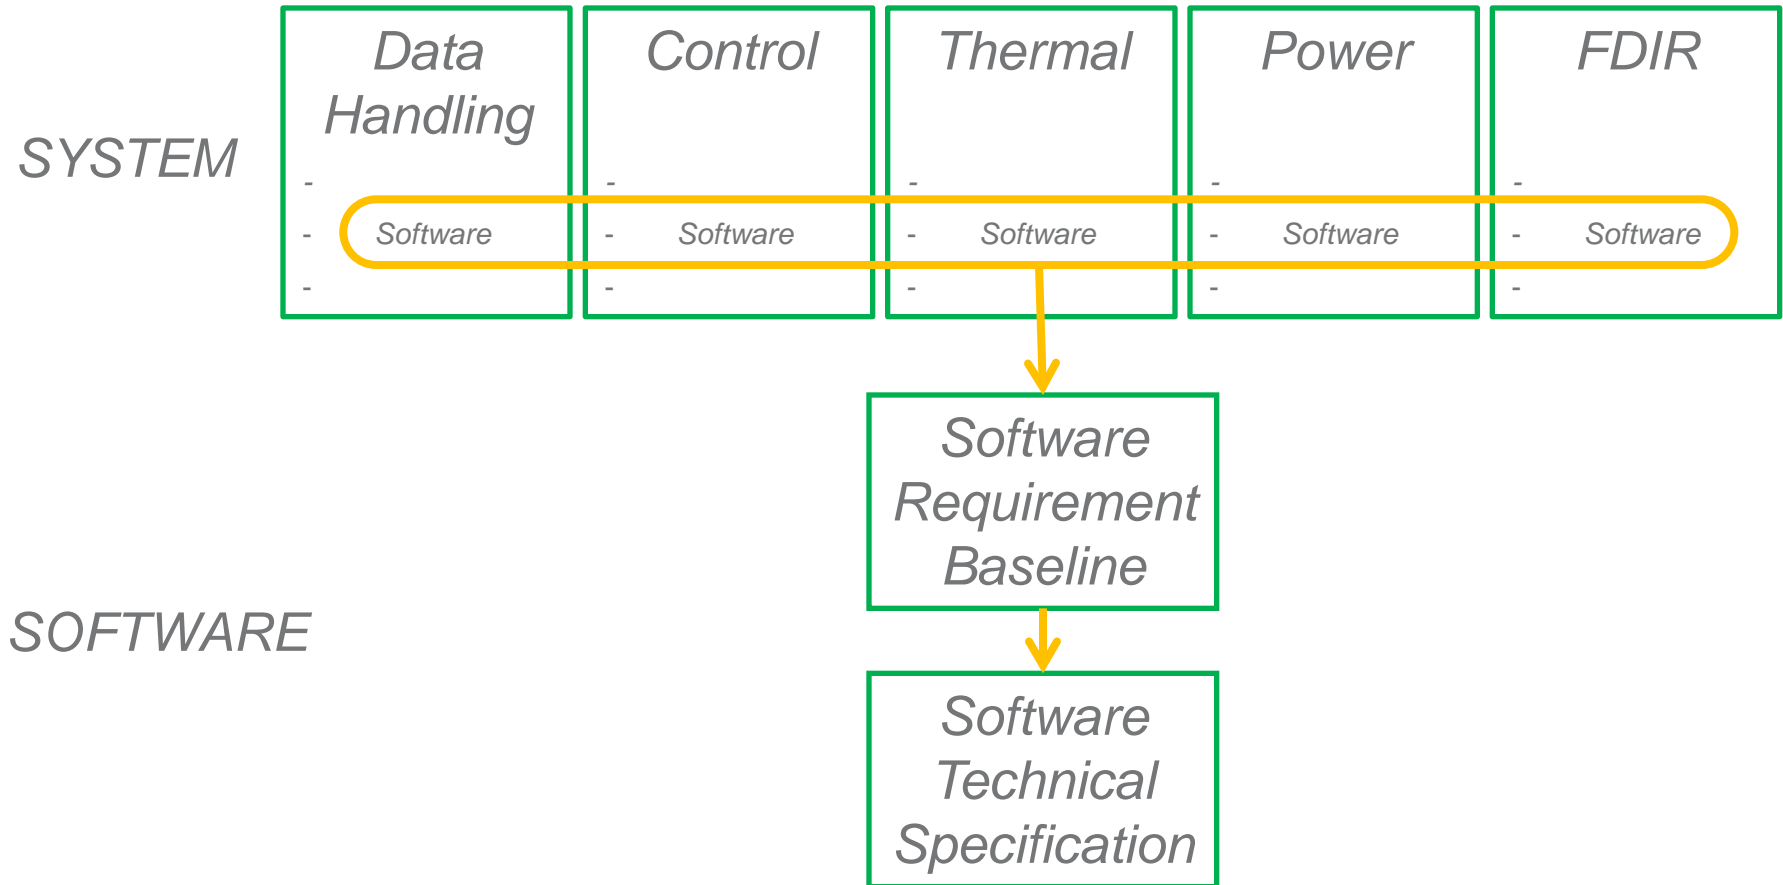 Data
Handling
Control
Thermal
Power
FDIR
SYSTEM
- - - - -
- Software - Software - Software - Software - Software
- - - - -
Software
Requirement
Baseline
SOFTWARE
Software
Technical
Specification